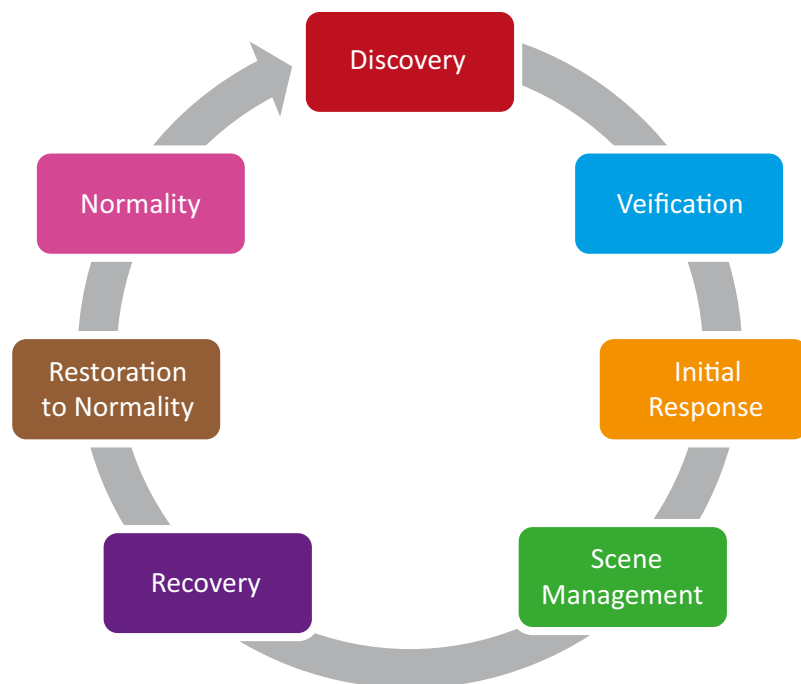 Discovery
Veification
Initial
Response
Scene
Management
Recovery
Restoration
to Normality
Normality